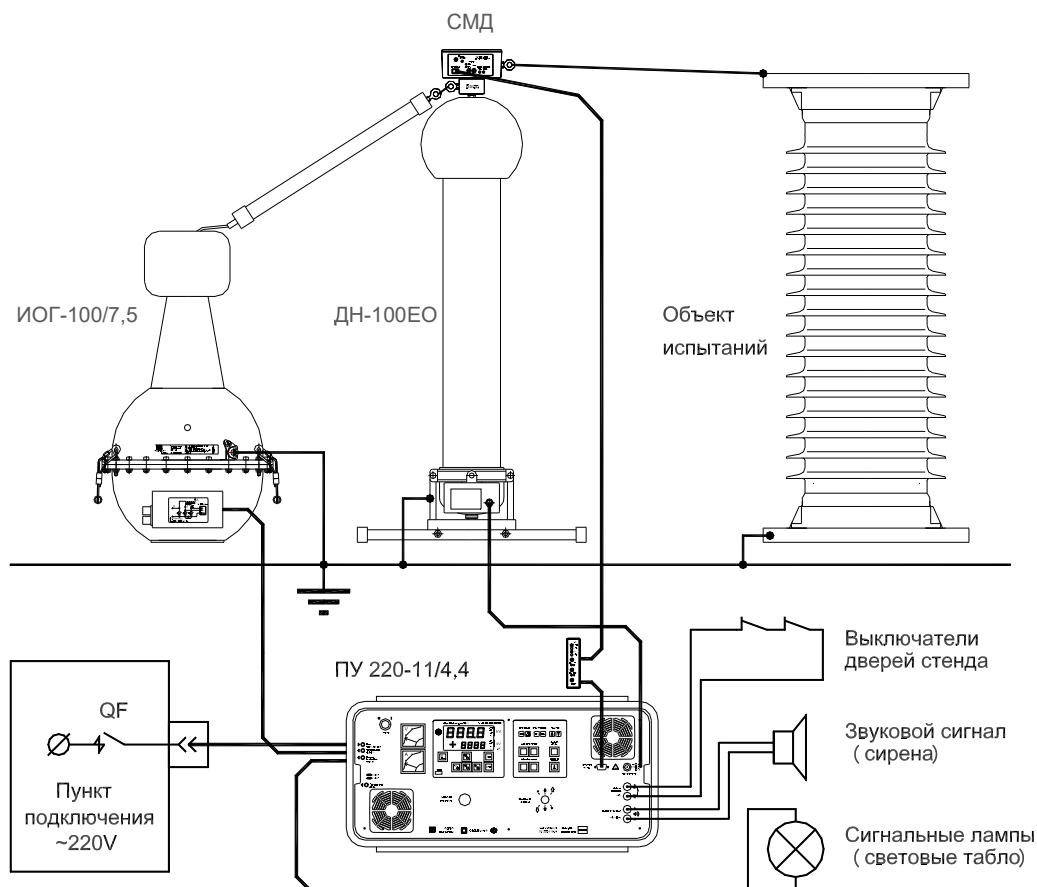 СМД
ИОГ-100/7,5
ДН-100ЕО
Объект
испытаний
ПУ 220-11/4,4
Выключатели
дверей стенда
QF
Звуковой сигнал
( сирена)
Пункт
подключения
~220V
Сигнальные лампы
( световые табло)